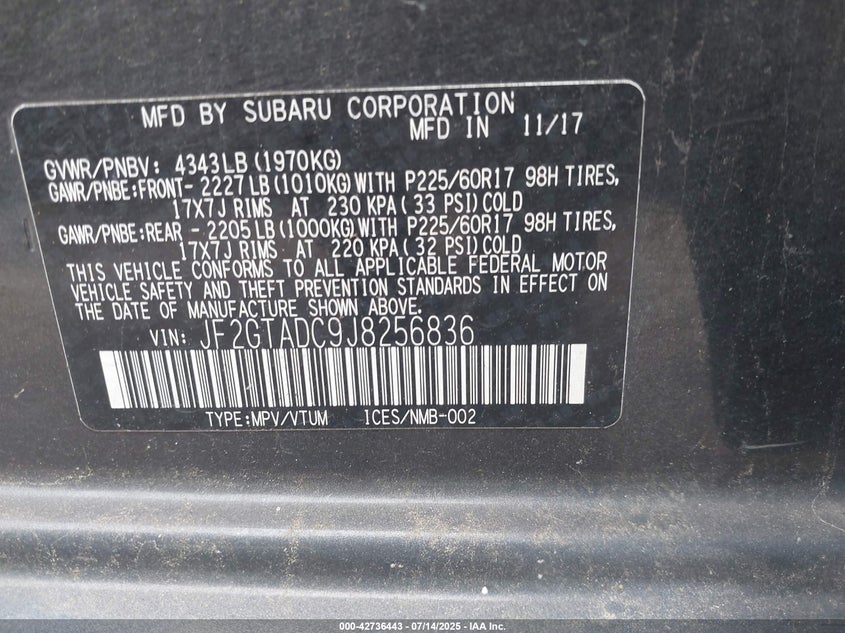 MFD BY SUBARU CORPORATION
MFD IN 11/17
GVWR/PNBV: 4343LB (1970KG)
GAWR/PNBE:FRONT- 2227 LB (1010KG) WITH P225/60R17 98H TIRES,
17X7J RIMS AT 230 KPA ( 33 PSI) COLD
GAWR/PNBE:REAR - 2205 LB (1000KG) WITH P225/60R17 98H TIRES,
17X7J RIMS AT 220 KPA ( 32 PSI) COLD
THIS VEHICLE CONFORMS TO ALL APPLICABLE FEDERAL MOTOR
VEHICLE SAFETY AND THEFT PREVENTION STANDARDS IN EFFECT ON
THE DATE OF MANUFACTURE SHOWN ABOVE.
VIN: JF2GTADC9J8256836
TYPE:MPV/VTUM ICES/NMB-002
000-42736443 - 07/14/2025 - IAA Inc.